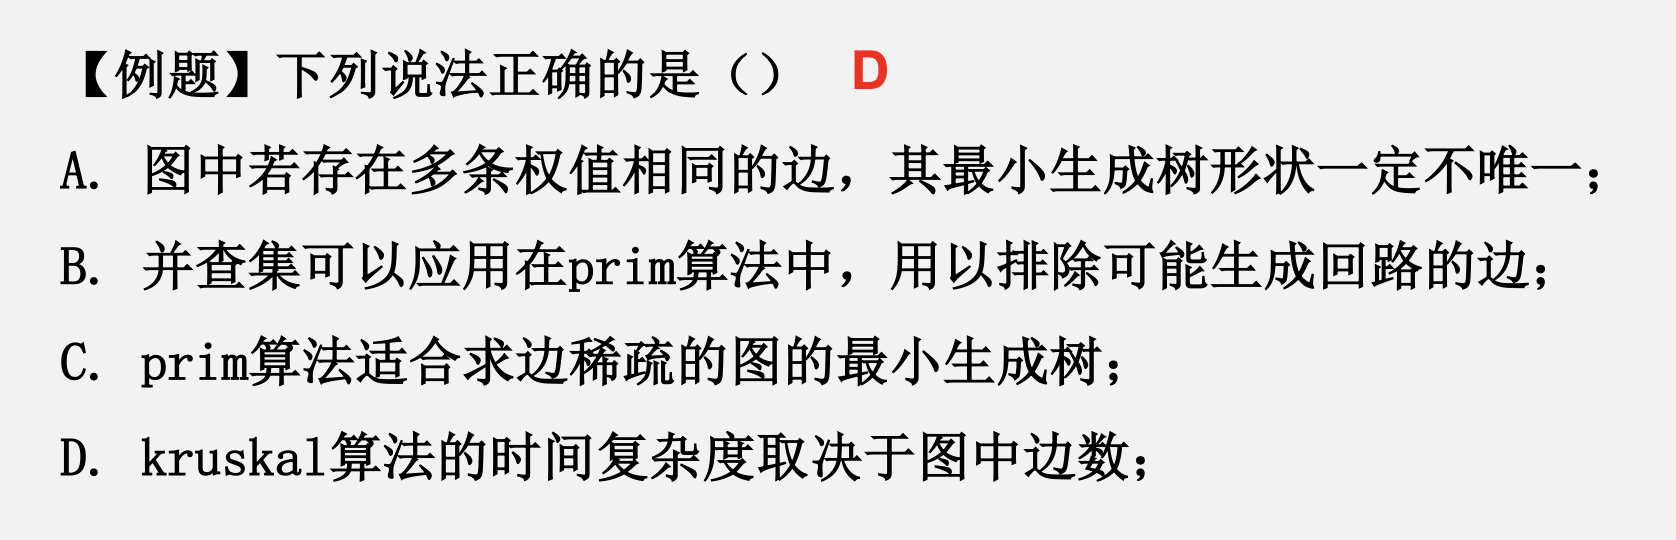 【例题】下列说法正确的是（） D
A. 图中若存在多条权值相同的边，其最小生成树形状一定不唯一；
B. 并查集可以应用在prim算法中，用以排除可能生成回路的边；
C. prim算法适合求边稀疏的图的最小生成树；
D. kruskal算法的时间复杂度取决于图中边数；